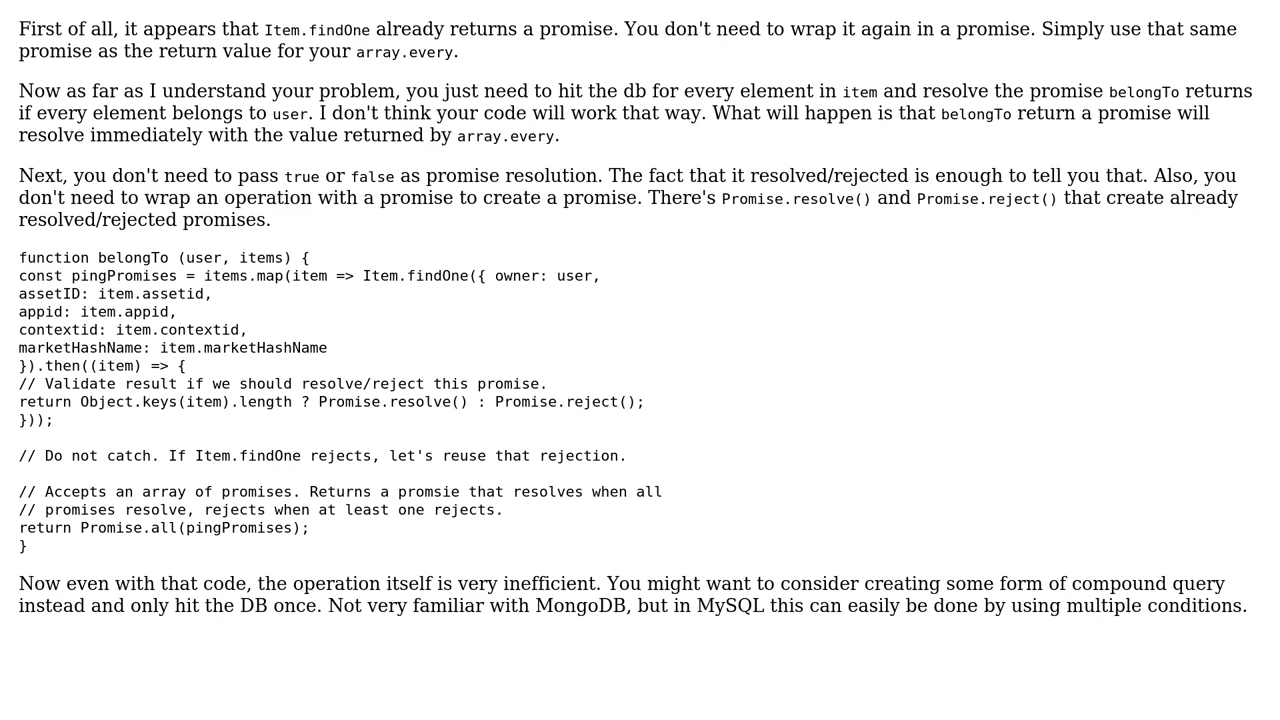 First of all, it appears that Item.findOne already returns a promise. You don't need to wrap it again in a promise. Simply use that same
promise as the return value for your array.every.
Now as far as I understand your problem, you just need to hit the db for every element in item and resolve the promise belongTo returns
if every element belongs to user. I don't think your code will work that way. What will happen is that belongTo return a promise will
resolve immediately with the value returned by array.every.
Next, you don't need to pass true or false as promise resolution. The fact that it resolved/rejected is enough to tell you that. Also, you
don't need to wrap an operation with a promise to create a promise. There's Promise.resolve() and Promise.reject() that create already
resolved/rejected promises.
function belongTo (user, items) {
const pingPromises = items.map(item => Item.findOne({ owner: user,
assetID: item.assetid,
appid: item.appid,
contextid: item.contextid,
marketHashName: item.marketHashName
}).then((item) => {
// Validate result if we should resolve/reject this promise.
return Object.keys(item).length ? Promise.resolve() : Promise.reject();
}));
// Do not catch. If Item.findOne rejects, let's reuse that rejection.
// Accepts an array of promises. Returns a promsie that resolves when all
// promises resolve, rejects when at least one rejects.
return Promise.all(pingPromises);
}
Now even with that code, the operation itself is very inefficient. You might want to consider creating some form of compound query
instead and only hit the DB once. Not very familiar with MongoDB, but in MySQL this can easily be done by using multiple conditions.